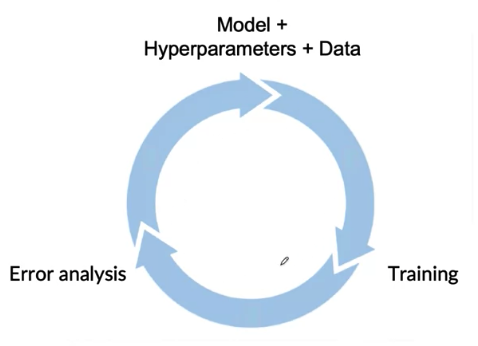 Model +
Hyperparameters + Data
Error analysis
Training